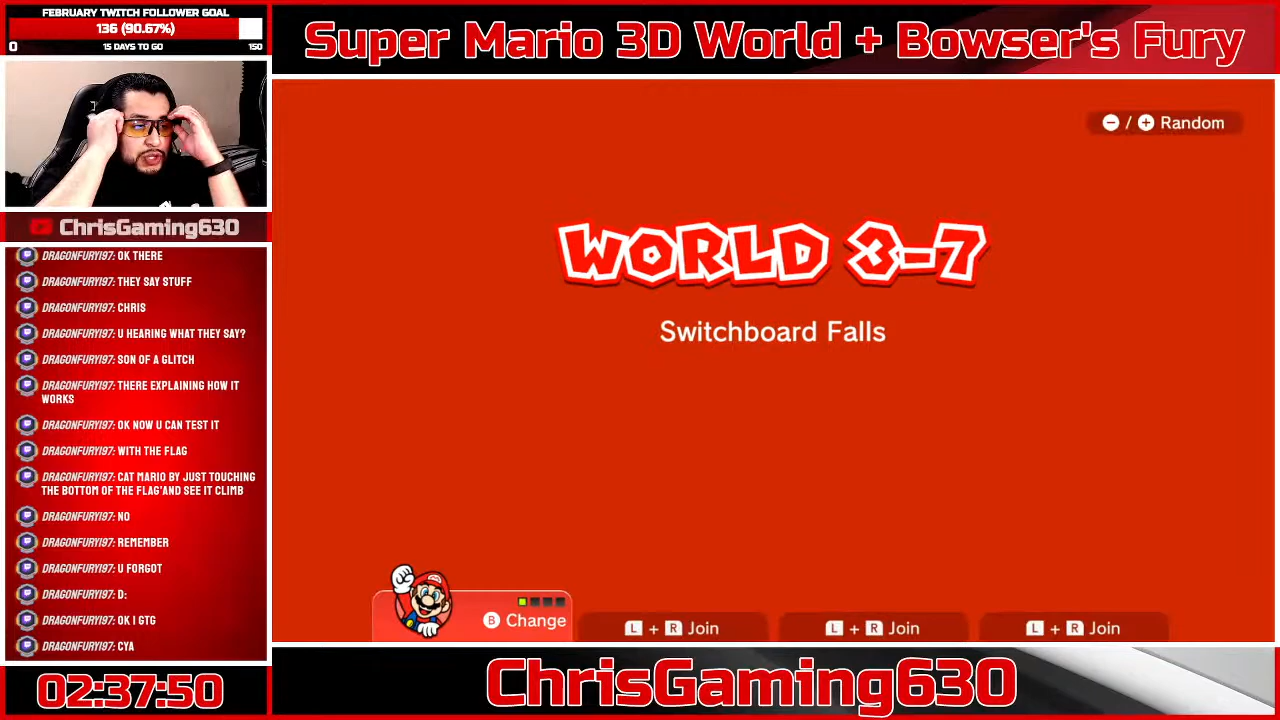 FEBRUARY TWITCH FOLLOWER GOAL
136 (90.67%)
0 15 DAYS TO GO 150
Super Mario 3D World + Bowser's Fury
- / + Random
ChrisGaming630
WORLD 3-7
Switchboard Falls
DRAGONFURY197: OK THERE
DRAGONFURY197: THEY SAY STUFF
DRAGONFURY197: CHRIS
DRAGONFURY197: U HEARING WHAT THEY SAY?
DRAGONFURY197: SON OF A GLITCH
DRAGONFURY197: THERE EXPLAINING HOW IT
WORKS
DRAGONFURY197: OK NOW U CAN TEST IT
DRAGONFURY197: WITH THE FLAG
DRAGONFURY197: CAT MARIO BY JUST TOUCHING
THE BOTTOM OF THE FLAG'AND SEE IT CLIMB
DRAGONFURY197: NO
DRAGONFURY197: REMEMBER
DRAGONFURY197: U FORGOT
DRAGONFURY197: D:
DRAGONFURY197: OK I GTG
DRAGONFURY197: CYA
B Change
L + R Join
L + R Join
L + R Join
02:37:50
ChrisGaming630